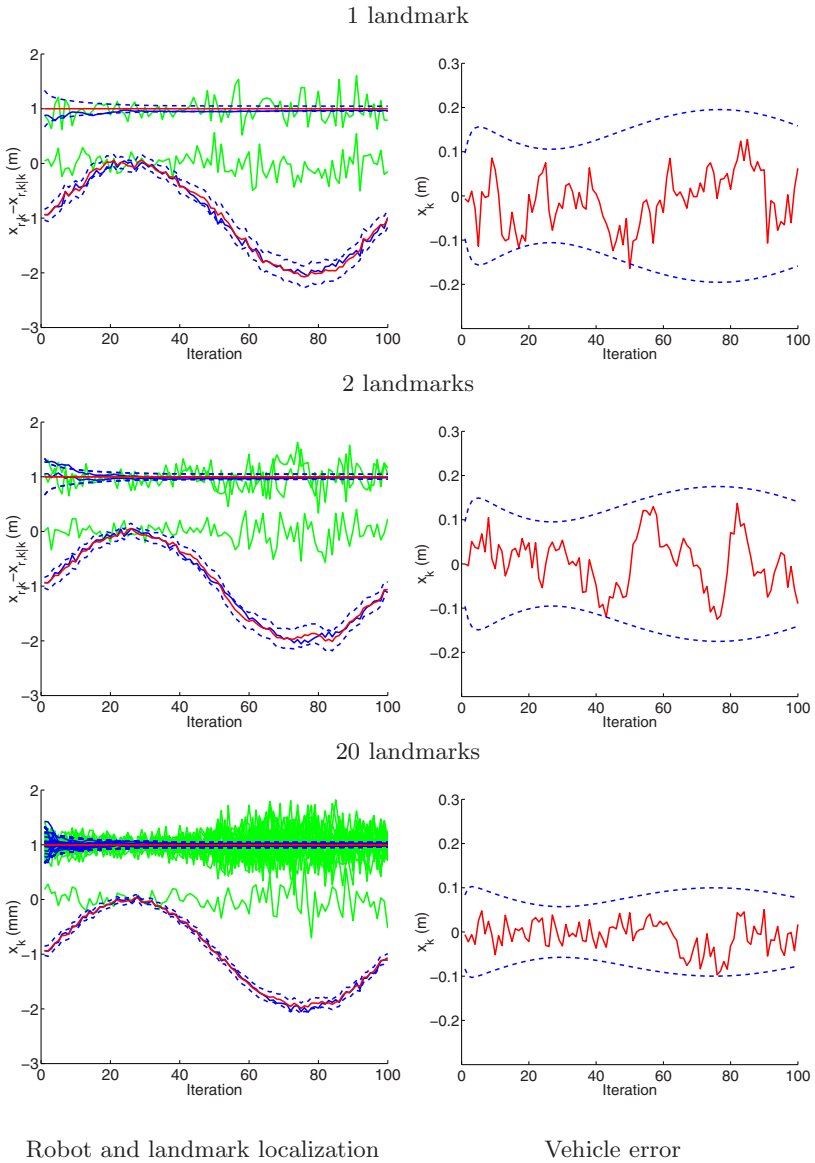 1 landmark
2
1
0
−1
−2
−3
0 20 40 60 80 100
Iteration
x_{r,k}−x_{r,k|k} (m)
0.3
0.2
0.1
0
−0.1
−0.2
0 20 40 60 80 100
Iteration
x_k (m)
2 landmarks
2
1
0
−1
−2
−3
0 20 40 60 80 100
Iteration
x_{r,k}−x_{r,k|k} (m)
0.3
0.2
0.1
0
−0.1
−0.2
0 20 40 60 80 100
Iteration
x_k (m)
20 landmarks
2
1
0
−1
−2
−3
0 20 40 60 80 100
Iteration
x_k (mm)
0.3
0.2
0.1
0
−0.1
−0.2
0 20 40 60 80 100
Iteration
x_k (m)
Robot and landmark localization
Vehicle error